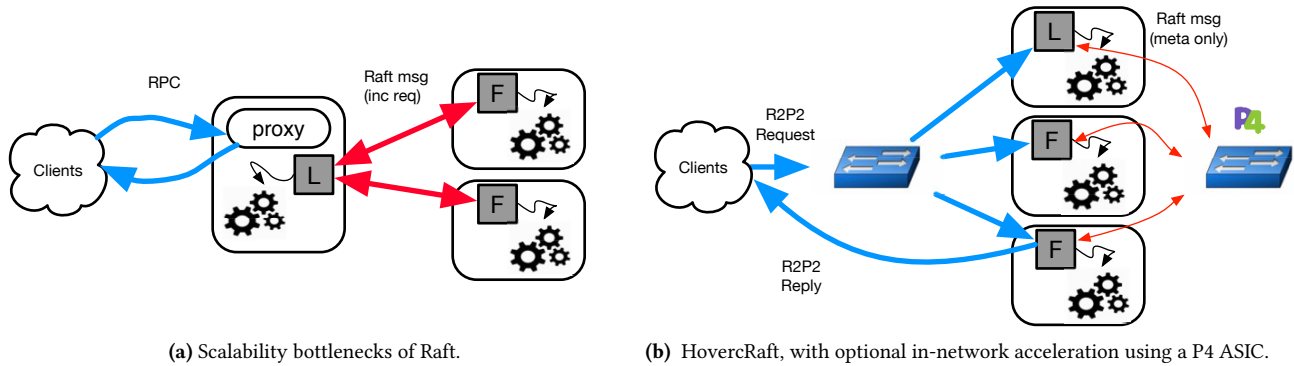 RPC
Raft msg
(inc req)
proxy
Clients
L
F
F
(a) Scalability bottlenecks of Raft.
Raft msg
(meta only)
R2P2
Request
Clients
R2P2
Reply
L
F
F
P4
(b) HovercRaft, with optional in-network acceleration using a P4 ASIC.